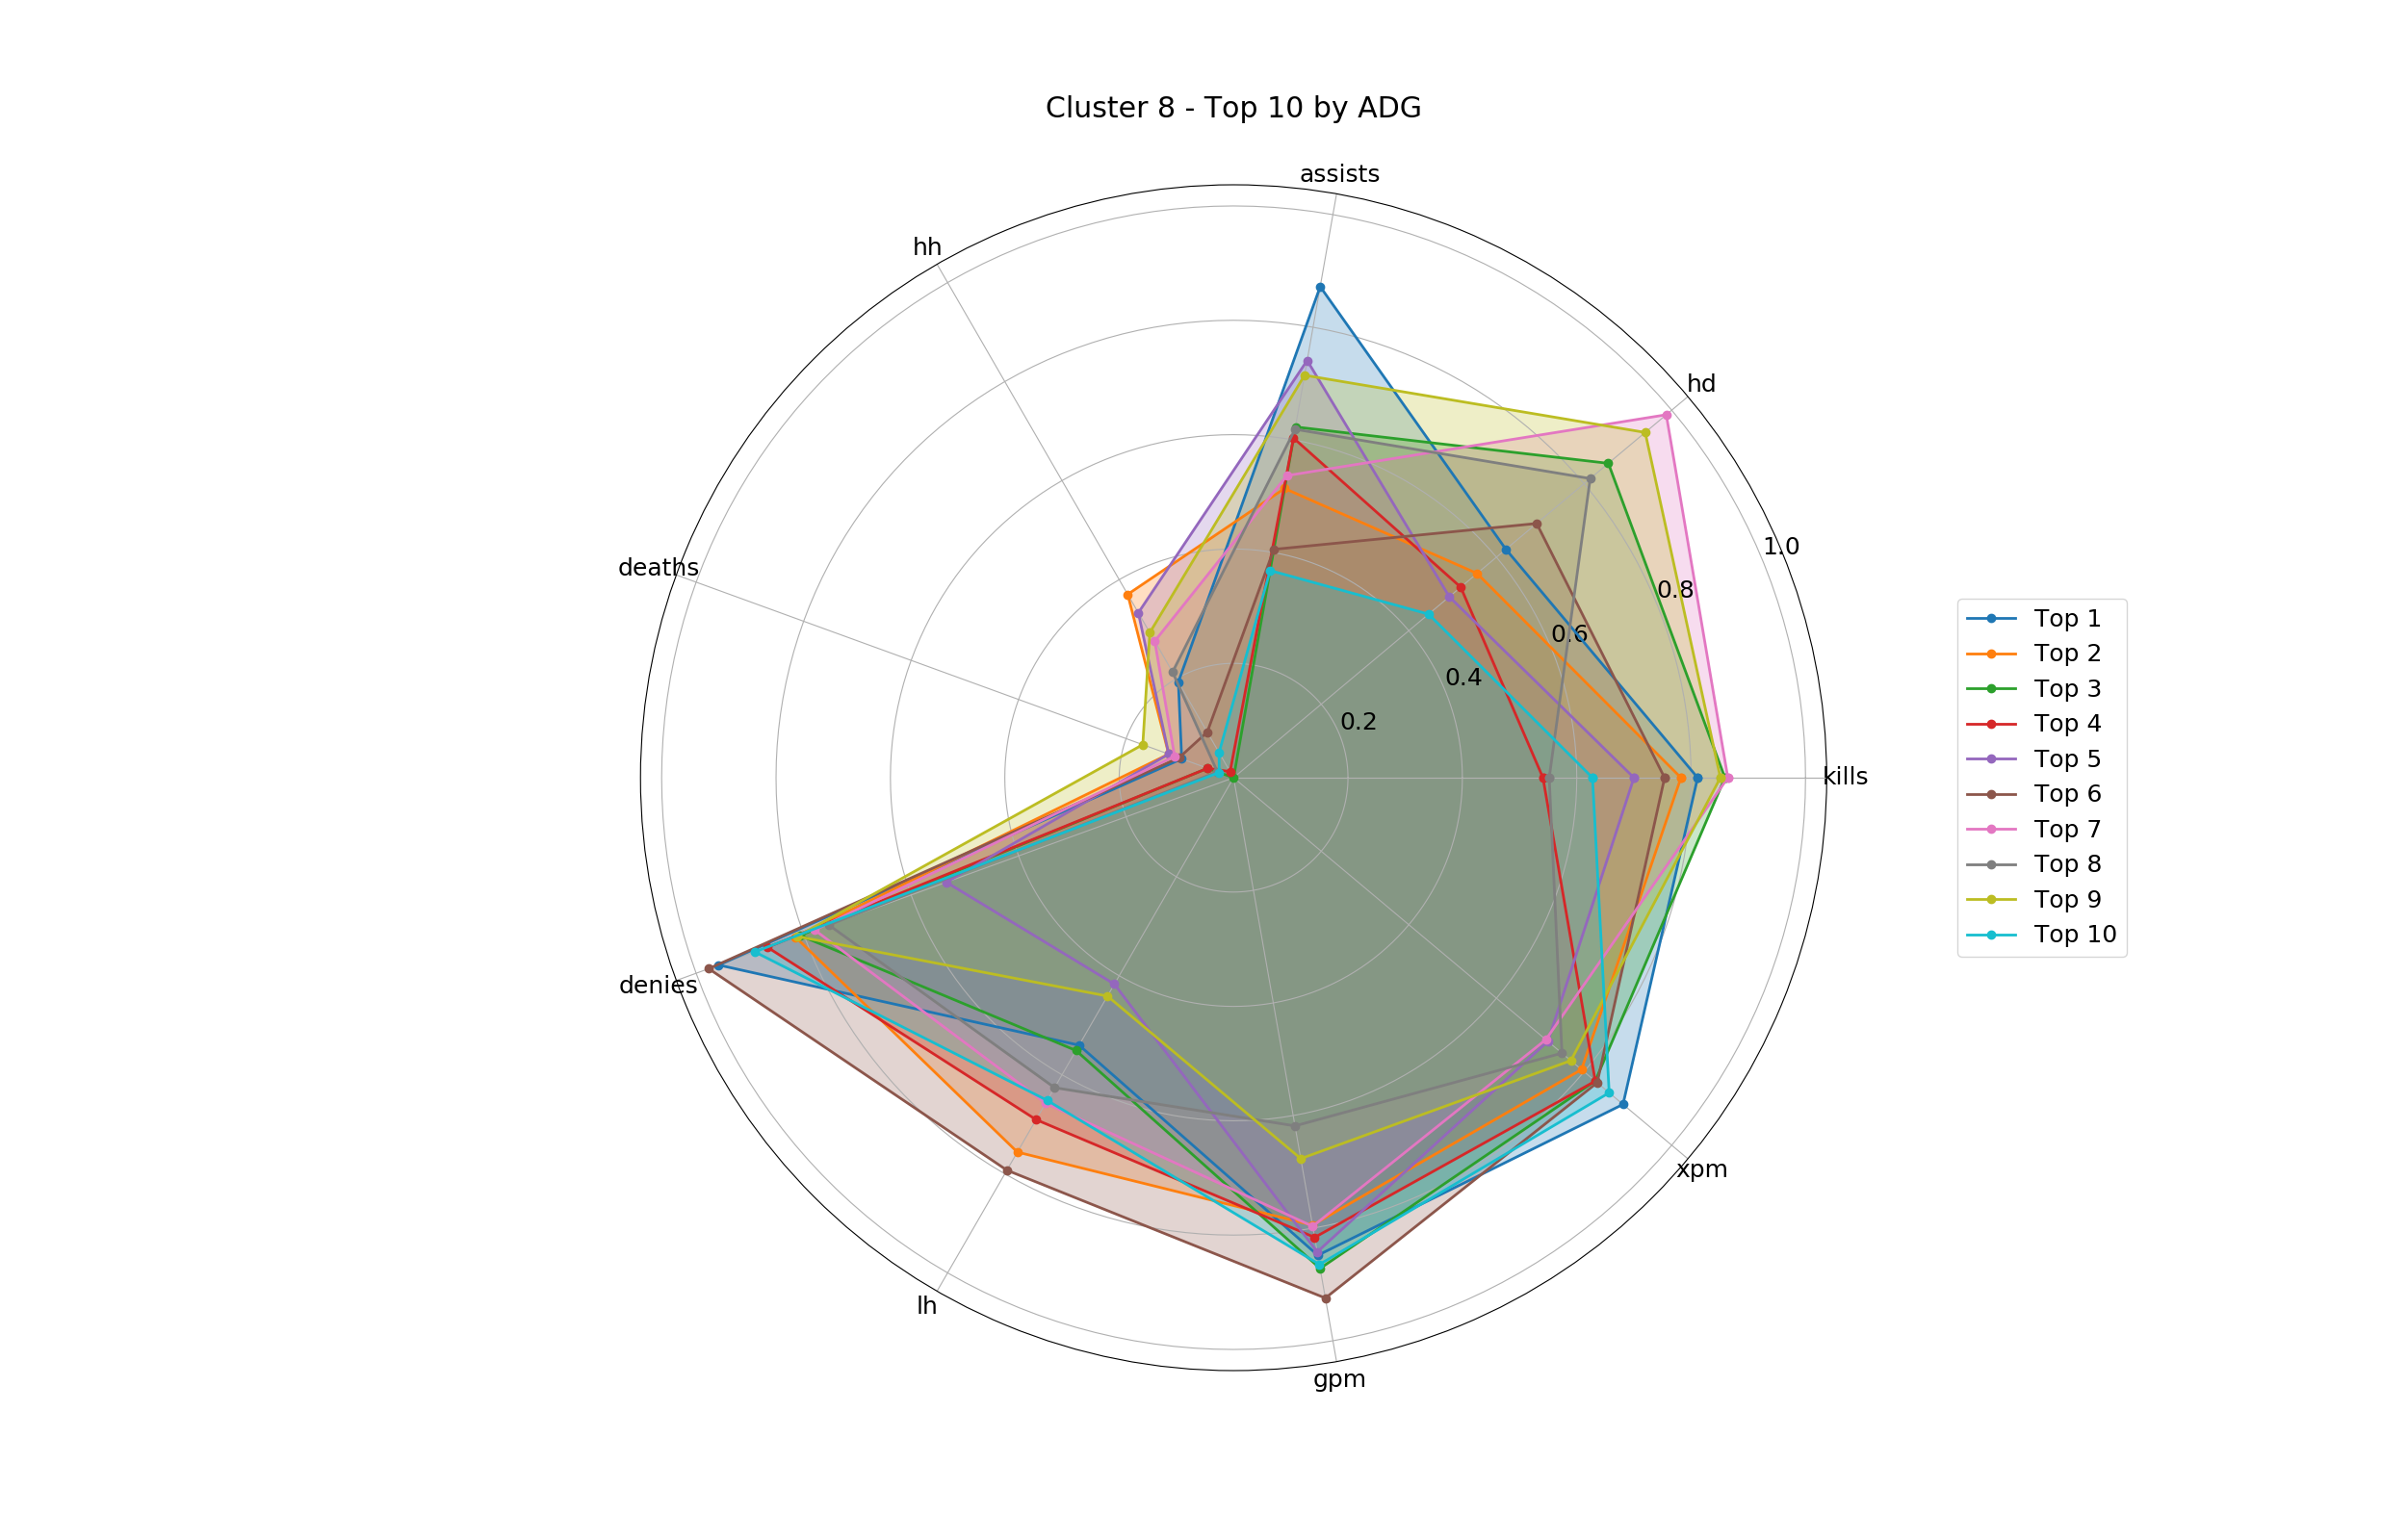 Cluster 8 - Top 10 by ADG
assists
hh
hd
deaths
1.0
0.8
0.6
0.4
0.2
kills
denies
xpm
lh
gpm
Top 1
Top 2
Top 3
Top 4
Top 5
Top 6
Top 7
Top 8
Top 9
Top 10